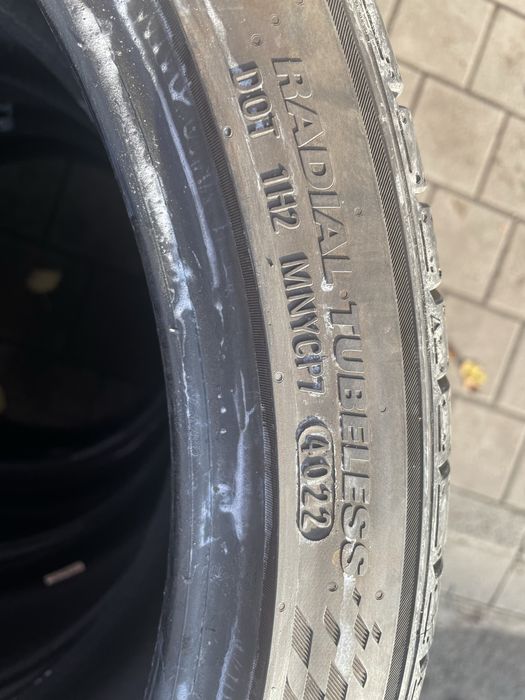 RADIAL TUBELESS
DOT 1H2 MNYCP7 4022